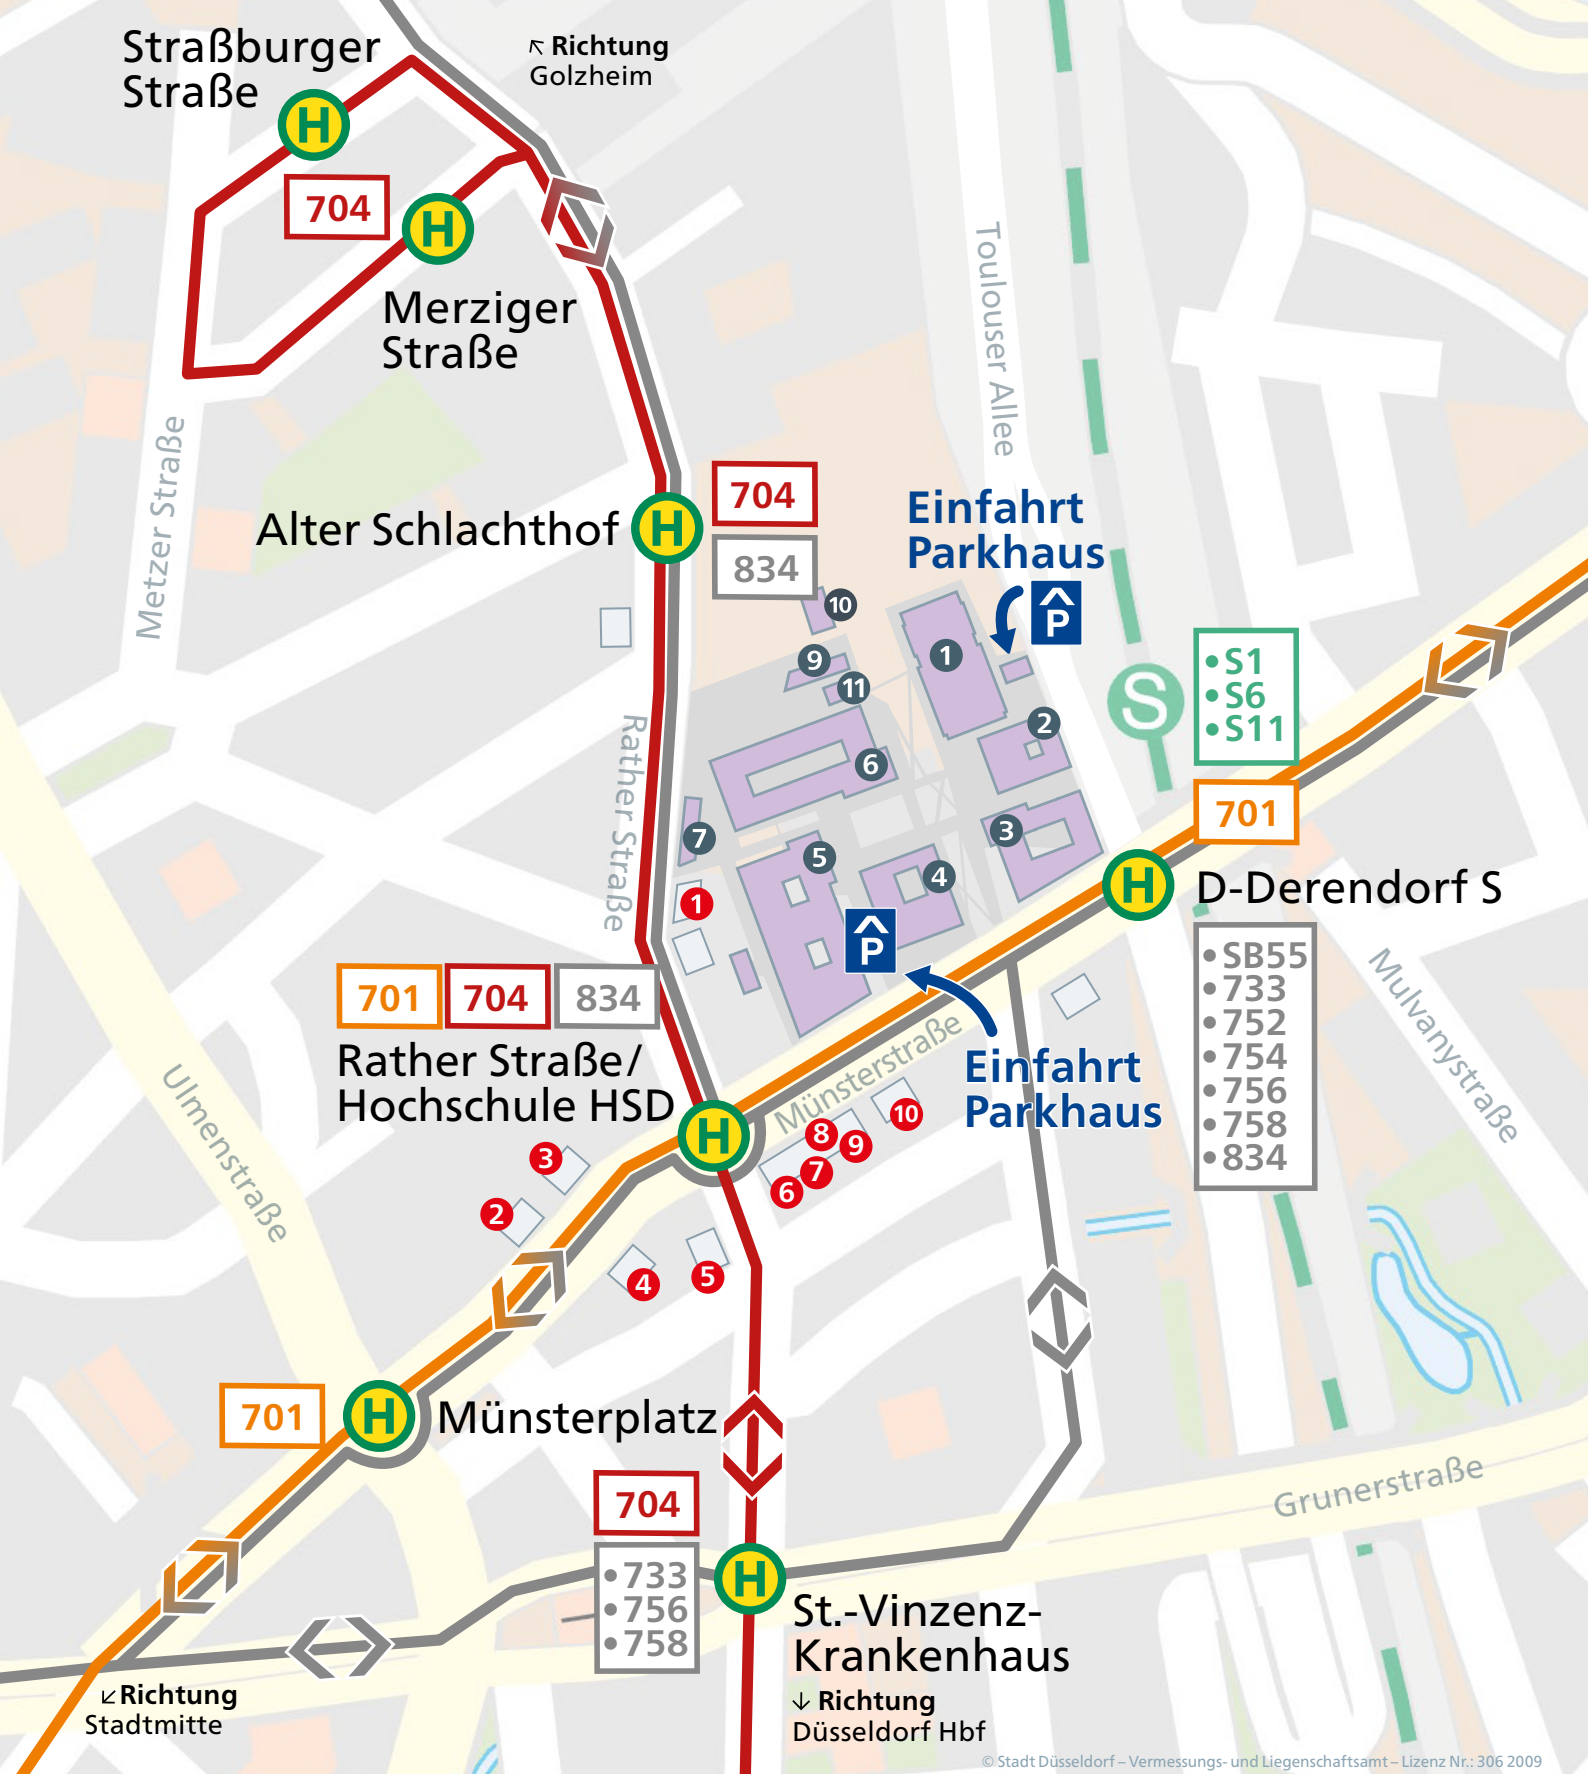 Straßburger
Straße
H
↖ Richtung
Golzheim
704
H
Merziger
Straße
Toulouser Allee
Metzer Straße
Alter Schlachthof
H
704
834
Einfahrt
Parkhaus
P
10
9
11
1
2
6
3
7
5
4
1
S
• S1
• S6
• S11
701
Rather Straße
H
D-Derendorf S
P
• SB55
• 733
• 752
• 754
• 756
• 758
• 834
701
704
834
Rather Straße/
Hochschule HSD
H
Münsterstraße
Einfahrt
Parkhaus
Mulvanystraße
Ulmenstraße
3
2
4
5
8
9
10
7
6
701
H
Münsterplatz
Grunerstraße
704
• 733
• 756
• 758
H
St.-Vinzenz-
Krankenhaus
↓ Richtung
Düsseldorf Hbf
↙ Richtung
Stadtmitte
© Stadt Düsseldorf – Vermessungs- und Liegenschaftsamt – Lizenz Nr.: 306 2009